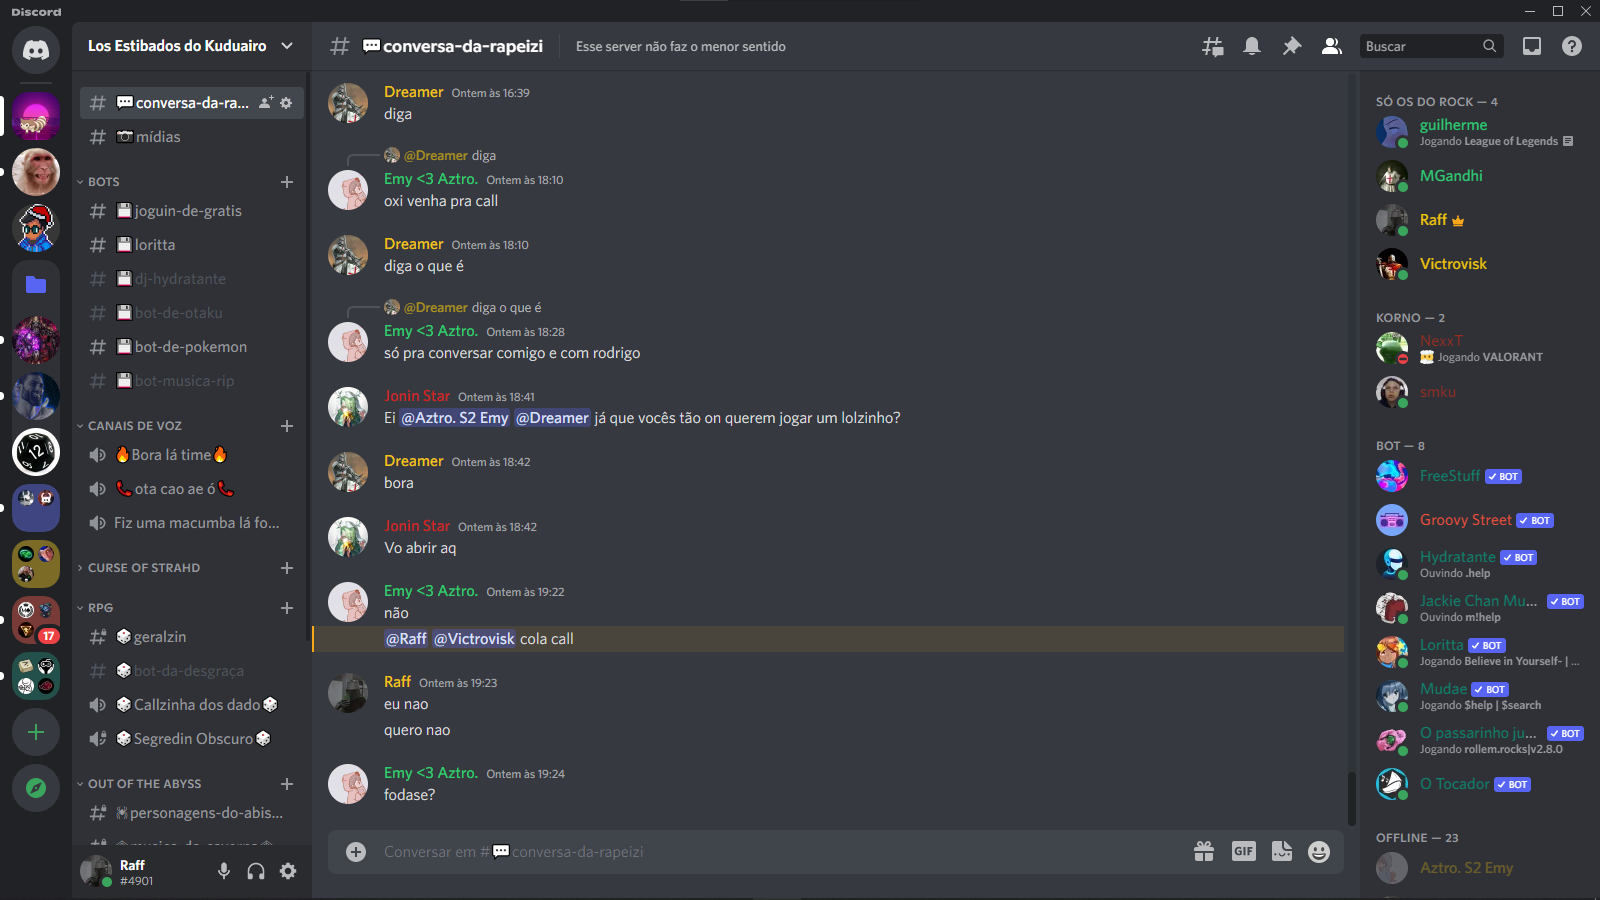 Discord
Los Estibados do Kuduairo
conversa-da-ra...
mídias
BOTS
joguin-de-gratis
loritta
dj-hydratante
bot-de-otaku
bot-de-pokemon
bot-musica-rip
CANAIS DE VOZ
Bora lá time
ota cao ae ó
Fiz uma macumba lá fo...
CURSE OF STRAHD
RPG
geralzin
bot-da-desgraça
Callzinha dos dado
Segredin Obscuro
OUT OF THE ABYSS
personagens-do-abis...
17
12
Raff
#4901
conversa-da-rapeizi
Esse server não faz o menor sentido
Buscar
Dreamer Ontem às 16:39
diga
@Dreamer diga
Emy <3 Aztro. Ontem às 18:10
oxi venha pra call
Dreamer Ontem às 18:10
diga o que é
@Dreamer diga o que é
Emy <3 Aztro. Ontem às 18:28
só pra conversar comigo e com rodrigo
Jonin Star Ontem às 18:41
Ei @Aztro. S2 Emy @Dreamer já que vocês tão on querem jogar um lolzinho?
Dreamer Ontem às 18:42
bora
Jonin Star Ontem às 18:42
Vo abrir aq
Emy <3 Aztro. Ontem às 19:22
não
@Raff @Victrovisk cola call
Raff Ontem às 19:23
eu nao
quero nao
Emy <3 Aztro. Ontem às 19:24
fodase?
Conversar em #conversa-da-rapeizi
GIF
SÓ OS DO ROCK — 4
guilherme
Jogando League of Legends
MGandhi
Raff
Victrovisk
KORNO — 2
NexxT
Jogando VALORANT
smku
BOT — 8
FreeStuff BOT
Groovy Street BOT
Hydratante BOT
Ouvindo .help
Jackie Chan Mu... BOT
Ouvindo m!help
Loritta BOT
Jogando Believe in Yourself- | ...
Mudae BOT
Jogando $help | $search
O passarinho ju... BOT
Jogando rollem.rocks|v2.8.0
O Tocador BOT
OFFLINE — 23
Aztro. S2 Emy